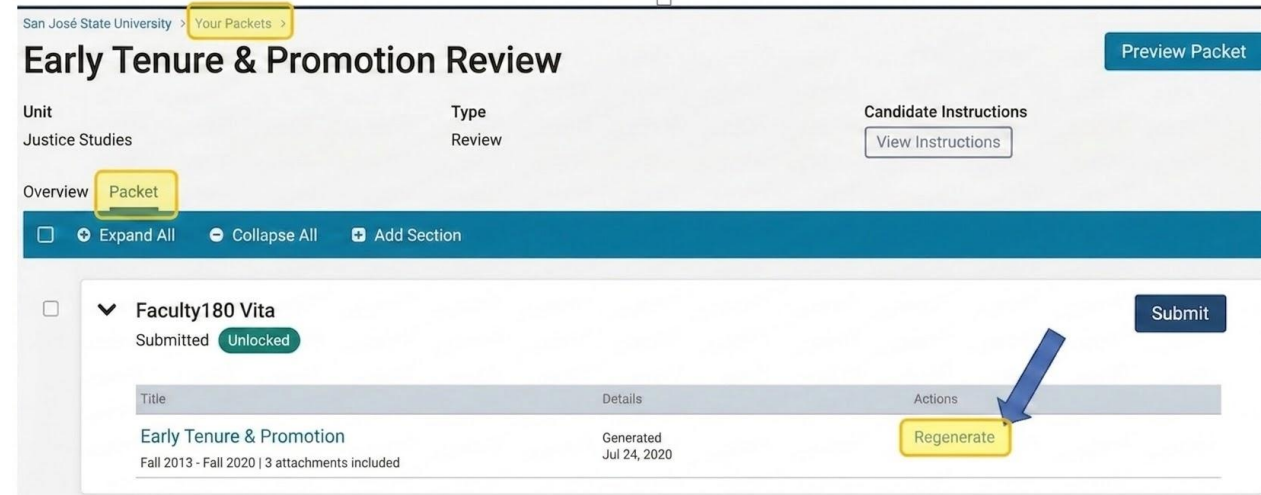 San José State University > Your Packets >
Early Tenure & Promotion Review
Preview Packet
Unit
Type
Candidate Instructions
Justice Studies
Review
View Instructions
Overview Packet
Expand All Collapse All Add Section
Faculty180 Vita
Submit
Submitted Unlocked
Title Details Actions
Early Tenure & Promotion
Fall 2013 - Fall 2020 | 3 attachments included
Generated
Jul 24, 2020
Regenerate